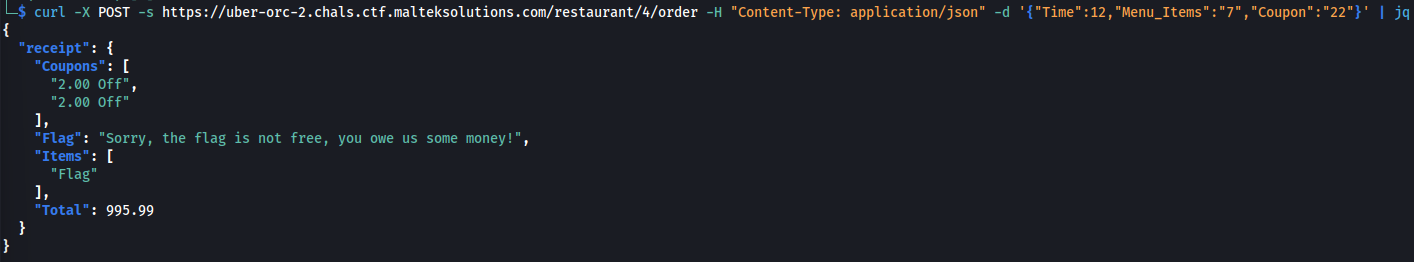 └─$ curl -X POST -s https://uber-orc-2.chals.ctf.malteksolutions.com/restaurant/4/order -H "Content-Type: application/json" -d '{"Time":12,"Menu_Items":"7","Coupon":"22"}' | jq
{
  "receipt": {
    "Coupons": [
      "2.00 Off",
      "2.00 Off"
    ],
    "Flag": "Sorry, the flag is not free, you owe us some money!",
    "Items": [
      "Flag"
    ],
    "Total": 995.99
  }
}